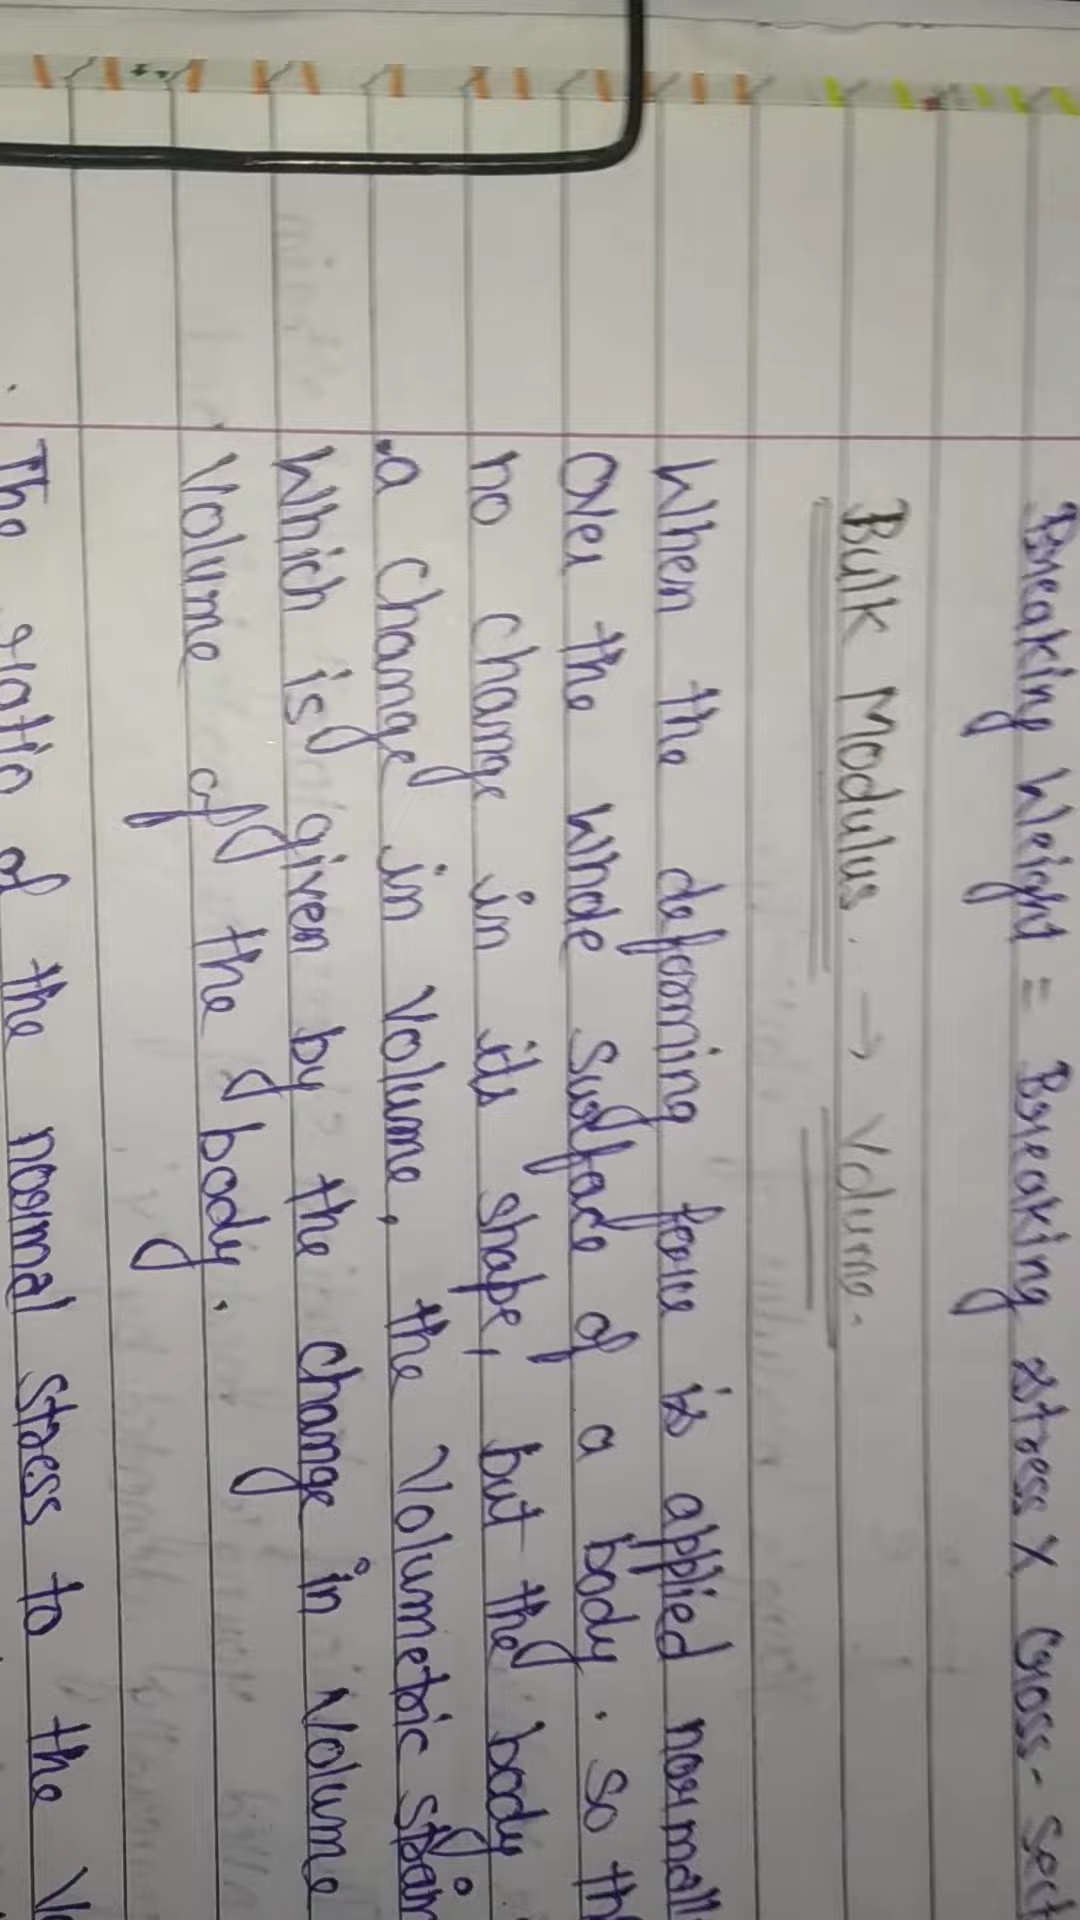 Breaking Weight = Breaking stress × Cross-sect
Bulk Modulus. → Volume.
When the deforming force is applied normall
over the whole surface of a body. So th
no change in its shape, but the body
a change in volume, the Volumetric strain
which is given by the change in volume
Volume of the body.
The ratio of the normal stress to the Vo